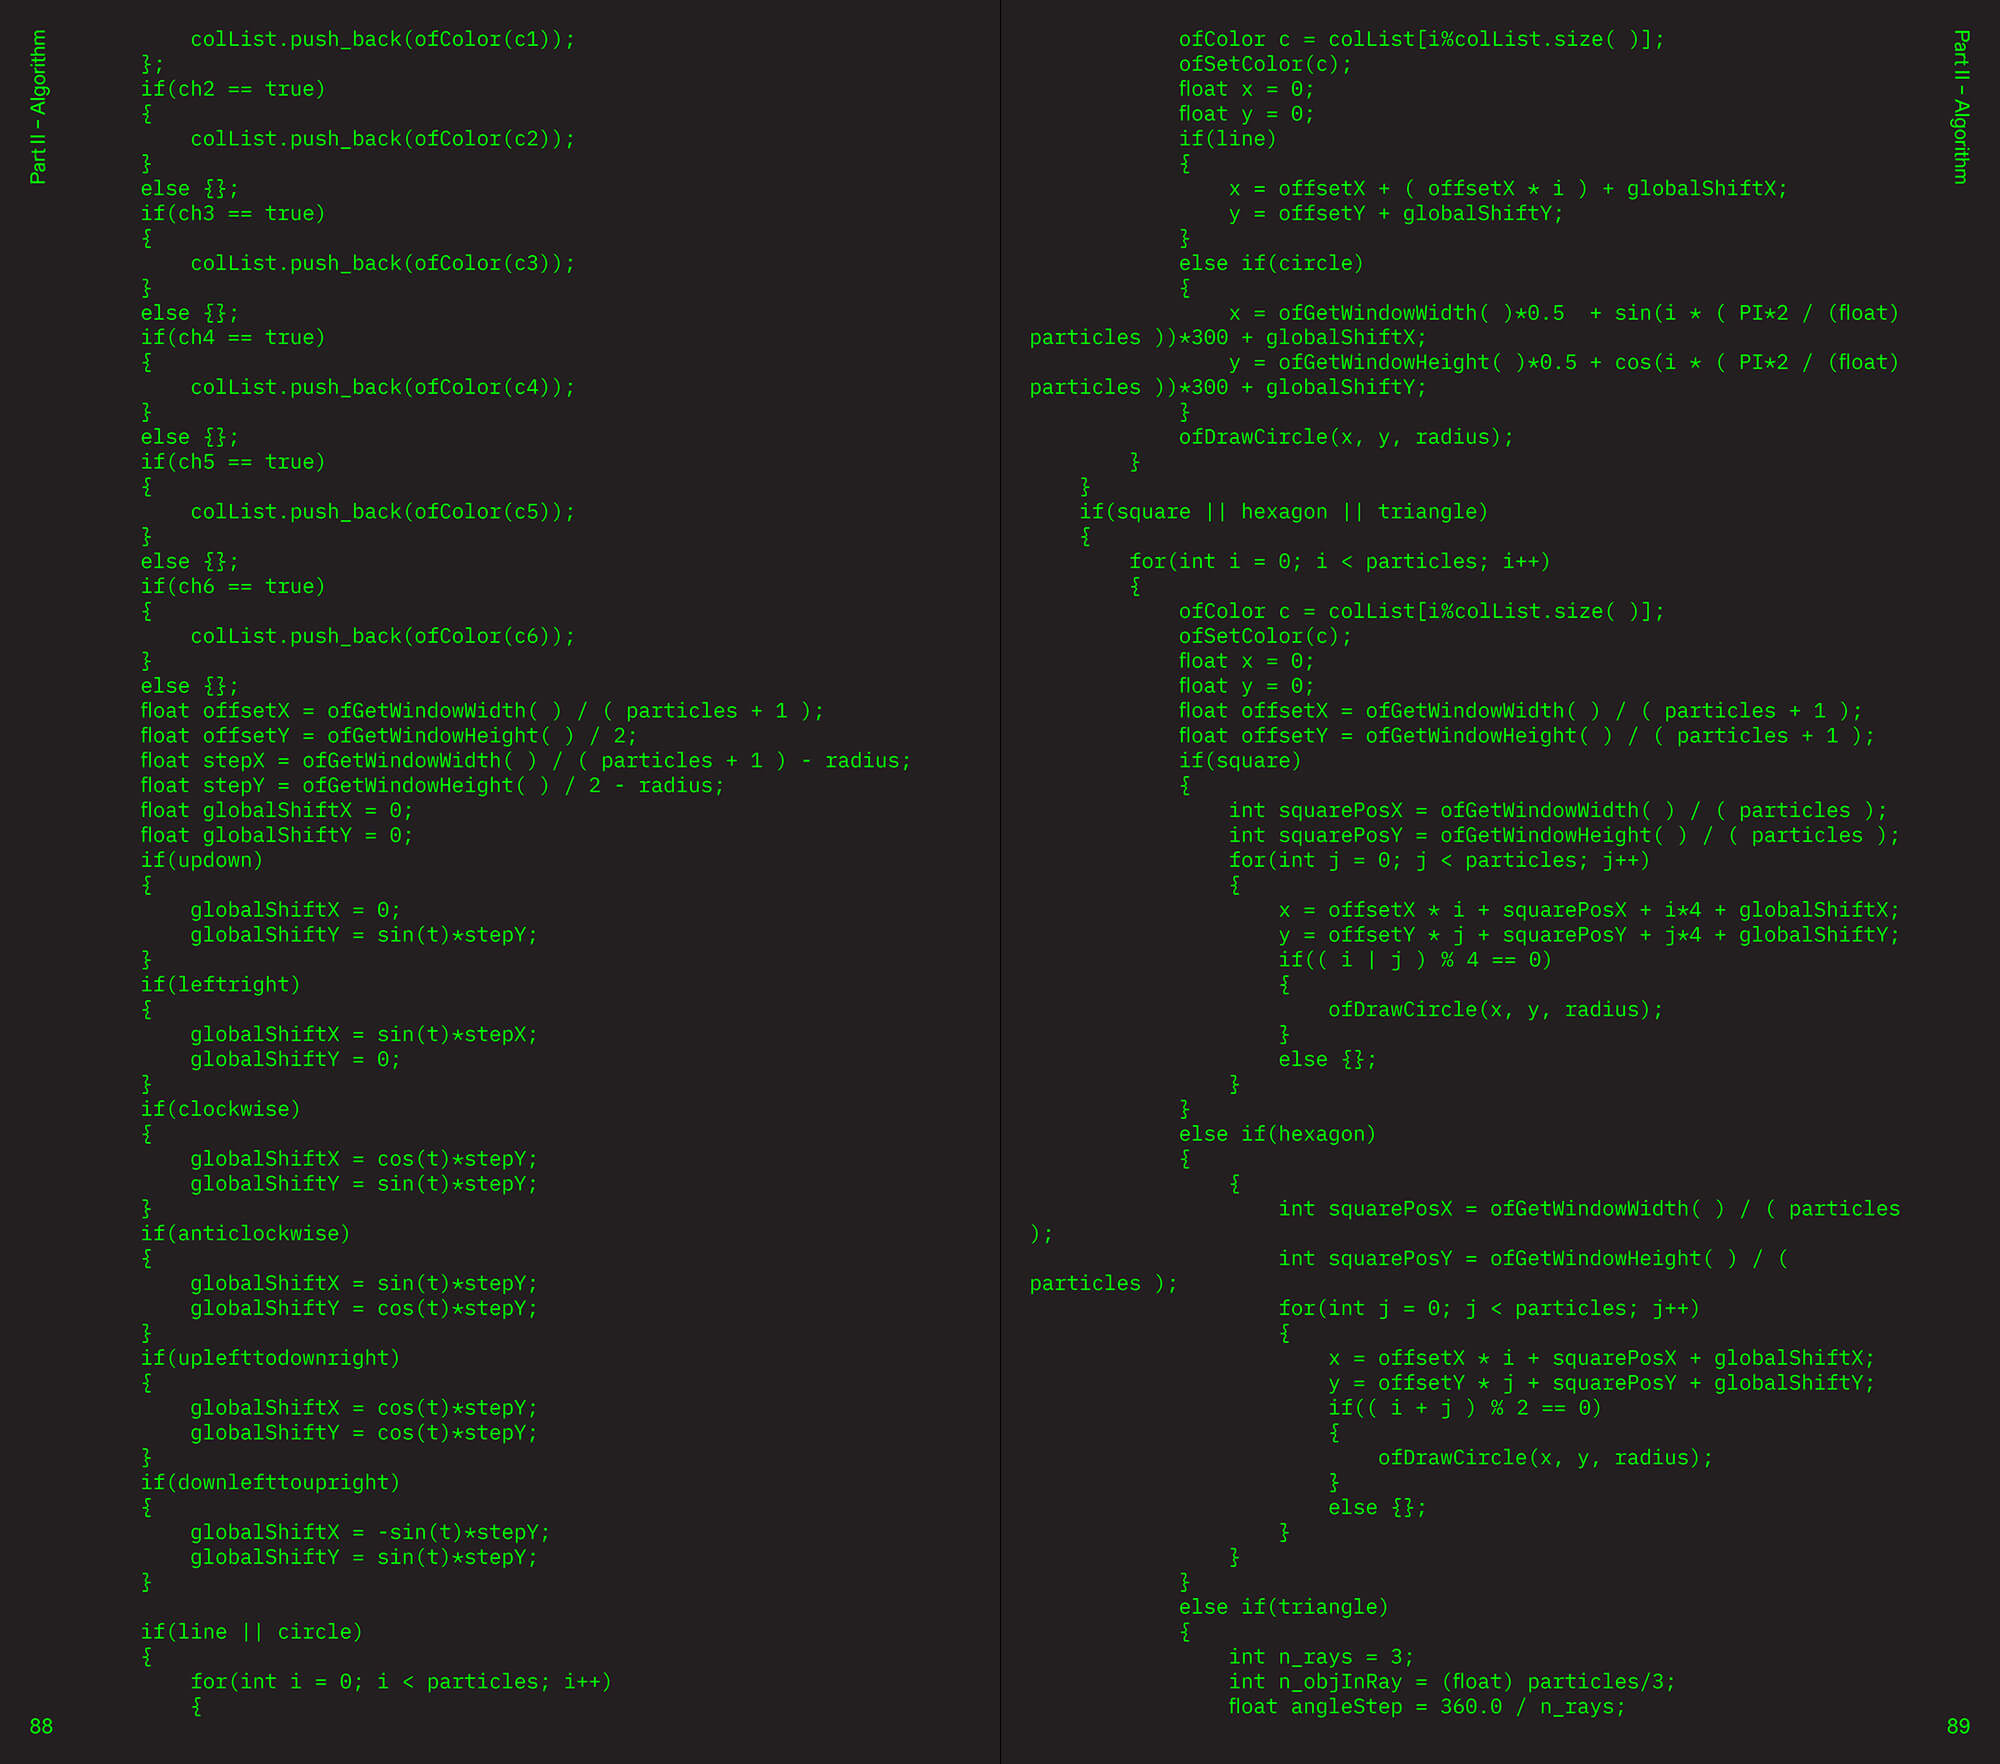 Part II – Algorithm
            colList.push_back(ofColor(c1));
        };
        if(ch2 == true)
        {
            colList.push_back(ofColor(c2));
        }
        else {};
        if(ch3 == true)
        {
            colList.push_back(ofColor(c3));
        }
        else {};
        if(ch4 == true)
        {
            colList.push_back(ofColor(c4));
        }
        else {};
        if(ch5 == true)
        {
            colList.push_back(ofColor(c5));
        }
        else {};
        if(ch6 == true)
        {
            colList.push_back(ofColor(c6));
        }
        else {};
        float offsetX = ofGetWindowWidth( ) / ( particles + 1 );
        float offsetY = ofGetWindowHeight( ) / 2;
        float stepX = ofGetWindowWidth( ) / ( particles + 1 ) - radius;
        float stepY = ofGetWindowHeight( ) / 2 - radius;
        float globalShiftX = 0;
        float globalShiftY = 0;
        if(updown)
        {
            globalShiftX = 0;
            globalShiftY = sin(t)*stepY;
        }
        if(leftright)
        {
            globalShiftX = sin(t)*stepX;
            globalShiftY = 0;
        }
        if(clockwise)
        {
            globalShiftX = cos(t)*stepY;
            globalShiftY = sin(t)*stepY;
        }
        if(anticlockwise)
        {
            globalShiftX = sin(t)*stepY;
            globalShiftY = cos(t)*stepY;
        }
        if(uplefttodownright)
        {
            globalShiftX = cos(t)*stepY;
            globalShiftY = cos(t)*stepY;
        }
        if(downlefttoupright)
        {
            globalShiftX = -sin(t)*stepY;
            globalShiftY = sin(t)*stepY;
        }

        if(line || circle)
        {
            for(int i = 0; i < particles; i++)
            {
88
Part II – Algorithm
            ofColor c = colList[i%colList.size( )];
            ofSetColor(c);
            float x = 0;
            float y = 0;
            if(line)
            {
                x = offsetX + ( offsetX * i ) + globalShiftX;
                y = offsetY + globalShiftY;
            }
            else if(circle)
            {
                x = ofGetWindowWidth( )*0.5  + sin(i * ( PI*2 / (float)
particles ))*300 + globalShiftX;
                y = ofGetWindowHeight( )*0.5 + cos(i * ( PI*2 / (float)
particles ))*300 + globalShiftY;
            }
            ofDrawCircle(x, y, radius);
        }
    }
    if(square || hexagon || triangle)
    {
        for(int i = 0; i < particles; i++)
        {
            ofColor c = colList[i%colList.size( )];
            ofSetColor(c);
            float x = 0;
            float y = 0;
            float offsetX = ofGetWindowWidth( ) / ( particles + 1 );
            float offsetY = ofGetWindowHeight( ) / ( particles + 1 );
            if(square)
            {
                int squarePosX = ofGetWindowWidth( ) / ( particles );
                int squarePosY = ofGetWindowHeight( ) / ( particles );
                for(int j = 0; j < particles; j++)
                {
                    x = offsetX * i + squarePosX + i*4 + globalShiftX;
                    y = offsetY * j + squarePosY + j*4 + globalShiftY;
                    if(( i | j ) % 4 == 0)
                    {
                        ofDrawCircle(x, y, radius);
                    }
                    else {};
                }
            }
            else if(hexagon)
            {
                {
                    int squarePosX = ofGetWindowWidth( ) / ( particles
);
                    int squarePosY = ofGetWindowHeight( ) / (
particles );
                    for(int j = 0; j < particles; j++)
                    {
                        x = offsetX * i + squarePosX + globalShiftX;
                        y = offsetY * j + squarePosY + globalShiftY;
                        if(( i + j ) % 2 == 0)
                        {
                            ofDrawCircle(x, y, radius);
                        }
                        else {};
                    }
                }
            }
            else if(triangle)
            {
                int n_rays = 3;
                int n_objInRay = (float) particles/3;
                float angleStep = 360.0 / n_rays;
89